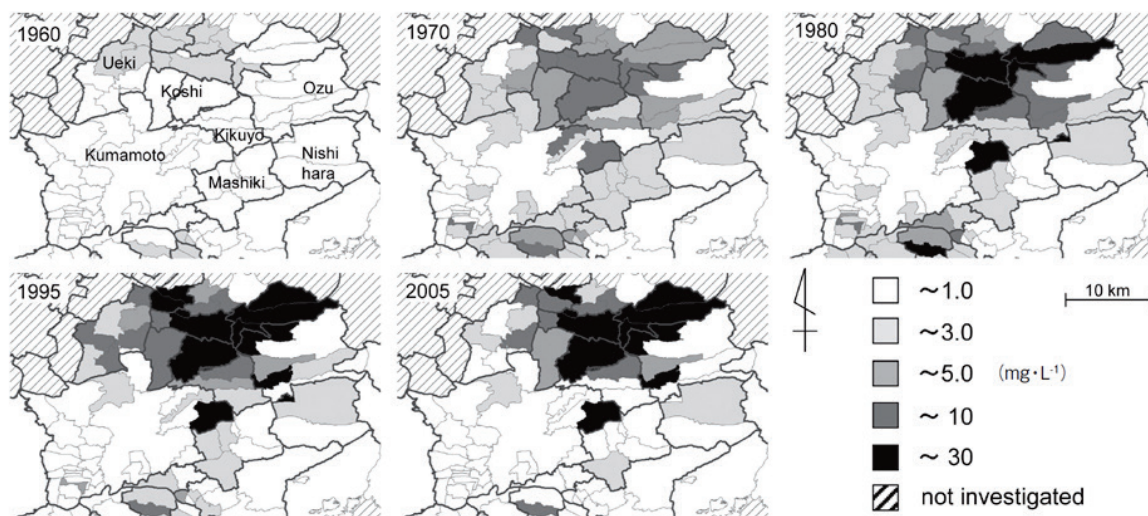 1960
Ueki
Koshi
Ozu
Kikuyo
Kumamoto
Nishi
hara
Mashiki
1970
1980
1995
2005
~1.0
~3.0
~5.0 (mg・L⁻¹)
~10
~30
not investigated
10 km